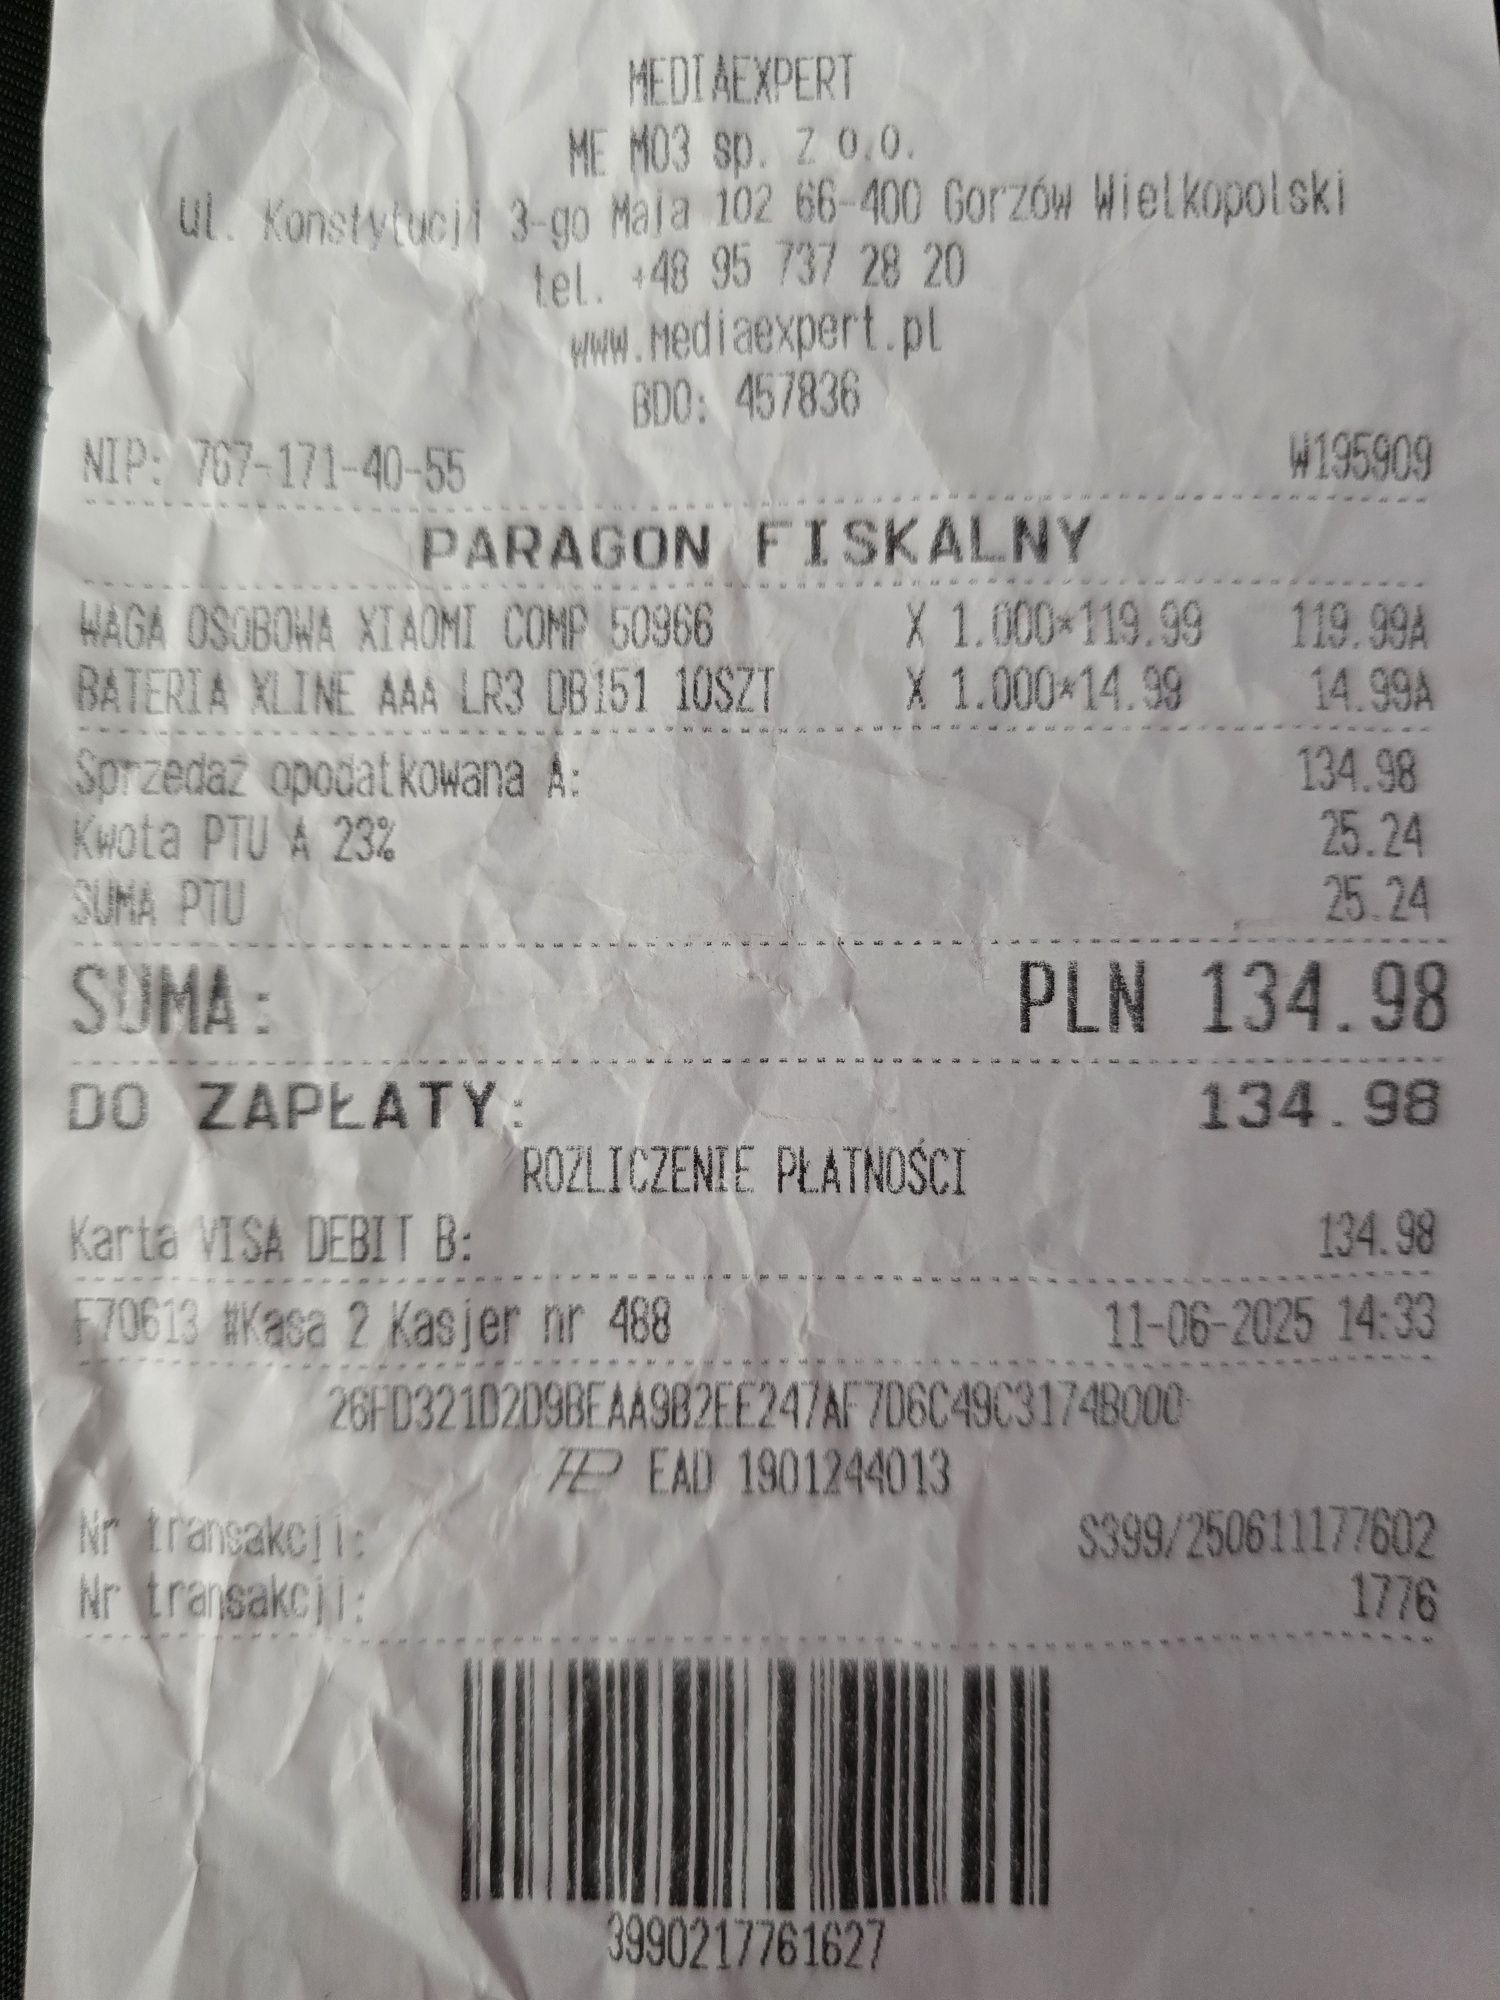 MEDIAEXPERT
ME M03 sp. z o.o.
ul. Konstytucji 3-go Maja 102 66-400 Gorzów Wielkopolski
tel. +48 95 737 28 20
www.mediaexpert.pl
BDO: 457836
NIP: 767-171-40-55 W195909
PARAGON FISKALNY
WAGA OSOBOWA XIAOMI COMP 50966 X 1.000*119.99 119.99A
BATERIA XLINE AAA LR3 DB151 10SZT X 1.000*14.99 14.99A
Sprzedaż opodatkowana A: 134.98
Kwota PTU A 23% 25.24
SUMA PTU 25.24
SUMA: PLN 134.98
DO ZAPŁATY: 134.98
ROZLICZENIE PŁATNOŚCI
Karta VISA DEBIT B: 134.98
F70613 #Kasa 2 Kasjer nr 488 11-06-2025 14:33
26FD321D2D9BEAA9B2EE247AF7D6C49C3174B000
EAD 1901244013
Nr transakcji: S399/250611177602
Nr transakcji: 1776
3990217761627